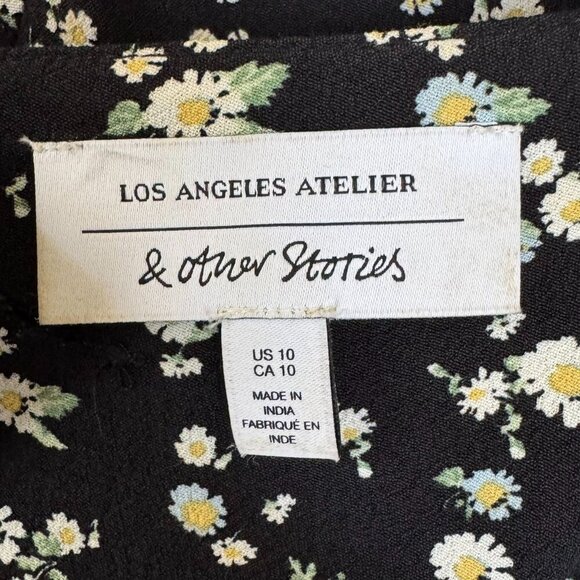 LOS ANGELES ATELIER
& other Stories
US 10
CA 10
MADE IN
INDIA
FABRIQUÉ EN
INDE